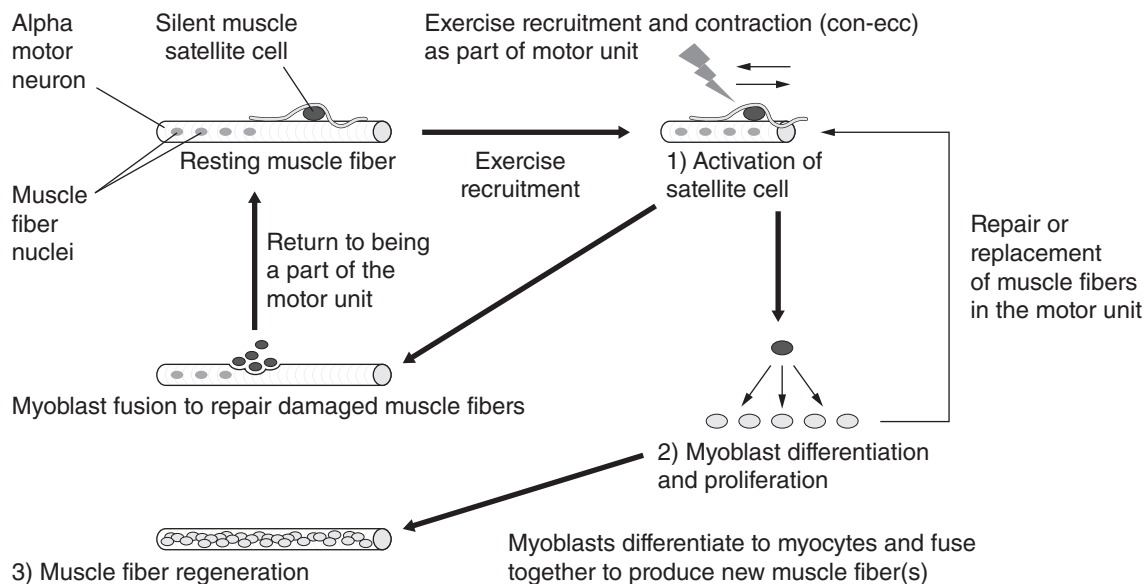 Alpha
motor
neuron
Silent muscle
satellite cell
Exercise recruitment and contraction (con-ecc)
as part of motor unit
Resting muscle fiber
Exercise
recruitment
1) Activation of
satellite cell
Muscle
fiber
nuclei
Return to being
a part of the
motor unit
Repair or
replacement
of muscle fibers
in the motor unit
Myoblast fusion to repair damaged muscle fibers
2) Myoblast differentiation
and proliferation
3) Muscle fiber regeneration
Myoblasts differentiate to myocytes and fuse
together to produce new muscle fiber(s)